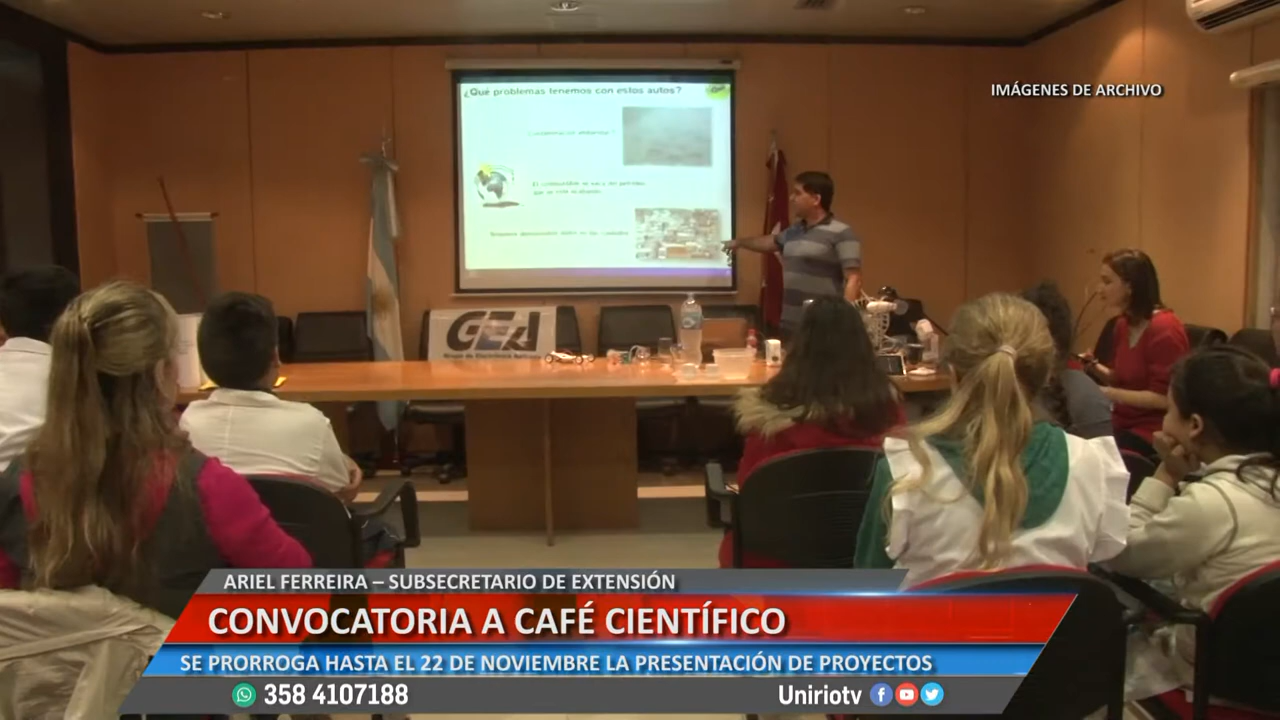 IMÁGENES DE ARCHIVO
¿Qué problemas tenemos con estos autos?
GEA
ARIEL FERREIRA – SUBSECRETARIO DE EXTENSIÓN
CONVOCATORIA A CAFÉ CIENTÍFICO
SE PRORROGA HASTA EL 22 DE NOVIEMBRE LA PRESENTACIÓN DE PROYECTOS
358 4107188
Uniriotv